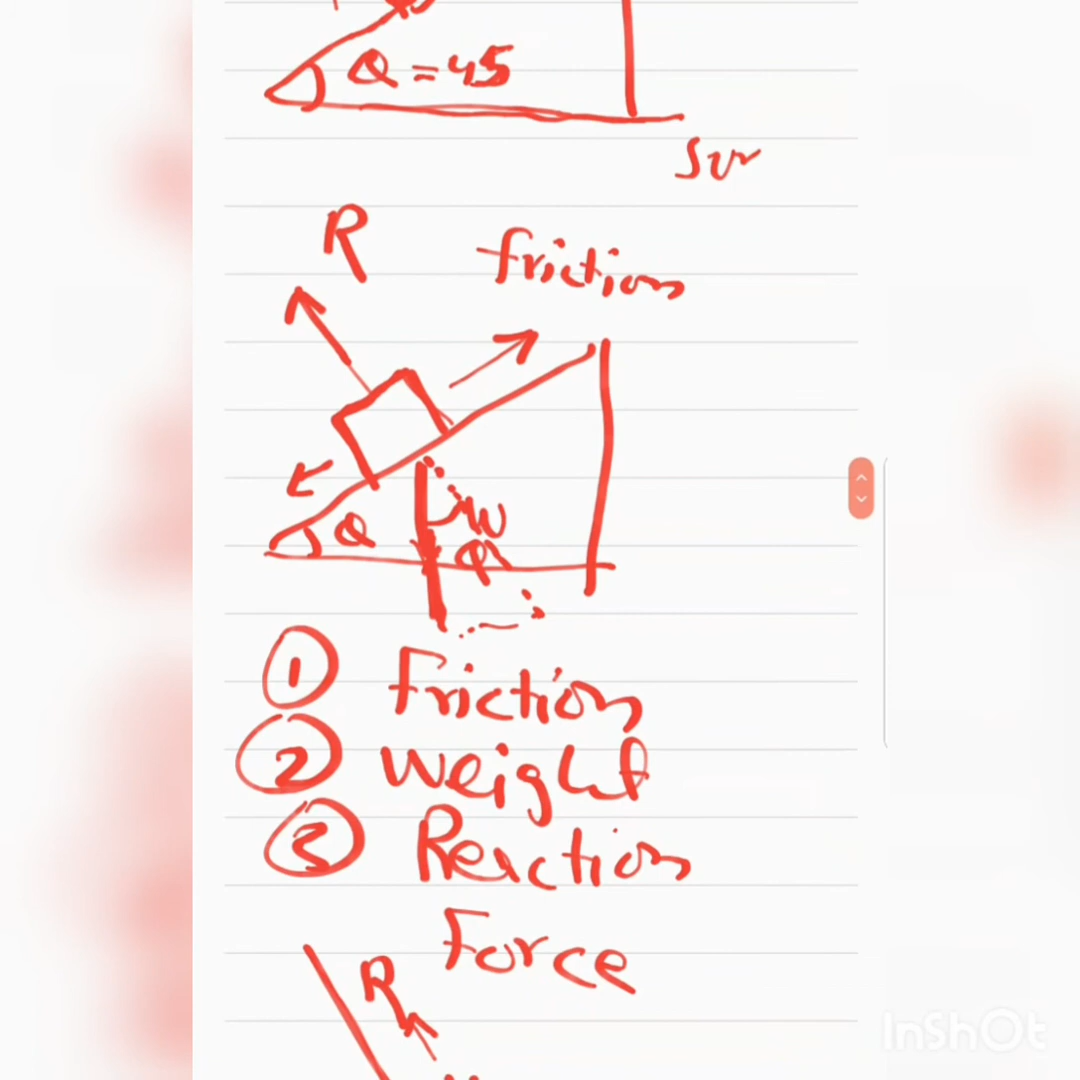 Q = 45
Sur
R
friction
Q
W
Q
① Friction
② weight
③ Reaction
Force
R
InShOt